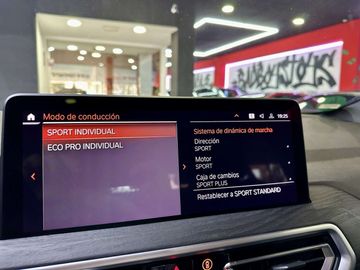 Modo de conducción
19:25
SPORT INDIVIDUAL
ECO PRO INDIVIDUAL
Sistema de dinámica de marcha
Dirección
SPORT
Motor
SPORT
Caja de cambios
SPORT PLUS
Restablecer a SPORT STANDARD